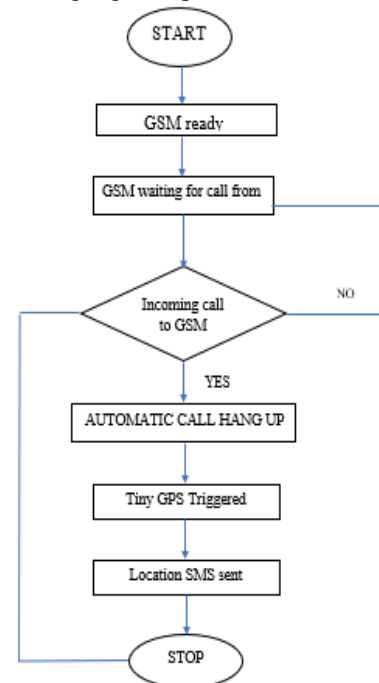 START
GSM ready
GSM waiting for call from
Incoming call
to GSM
NO
YES
AUTOMATIC CALL HANG UP
Tiny GPS Triggered
Location SMS sent
STOP